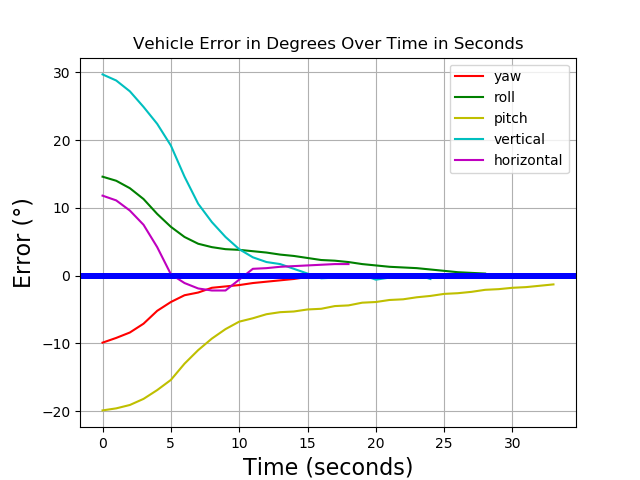 Vehicle Error in Degrees Over Time in Seconds
yaw
roll
pitch
vertical
horizontal
Error (°)
30
20
10
0
−10
−20
0 5 10 15 20 25 30
Time (seconds)